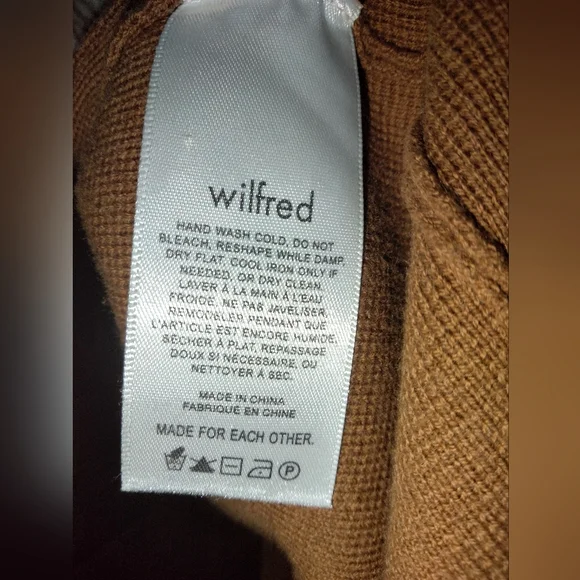 wilfred
HAND WASH COLD, DO NOT
BLEACH, RESHAPE WHILE DAMP,
DRY FLAT, COOL IRON ONLY IF
NEEDED, OR DRY CLEAN.
LAVER À LA MAIN À L'EAU
FROIDE, NE PAS JAVELISER,
REMODELER PENDANT QUE
L'ARTICLE EST ENCORE HUMIDE,
SÉCHER À PLAT, REPASSAGE
DOUX SI NÉCESSAIRE, OU
NETTOYER À SEC.
MADE IN CHINA
FABRIQUÉ EN CHINE
MADE FOR EACH OTHER.
P